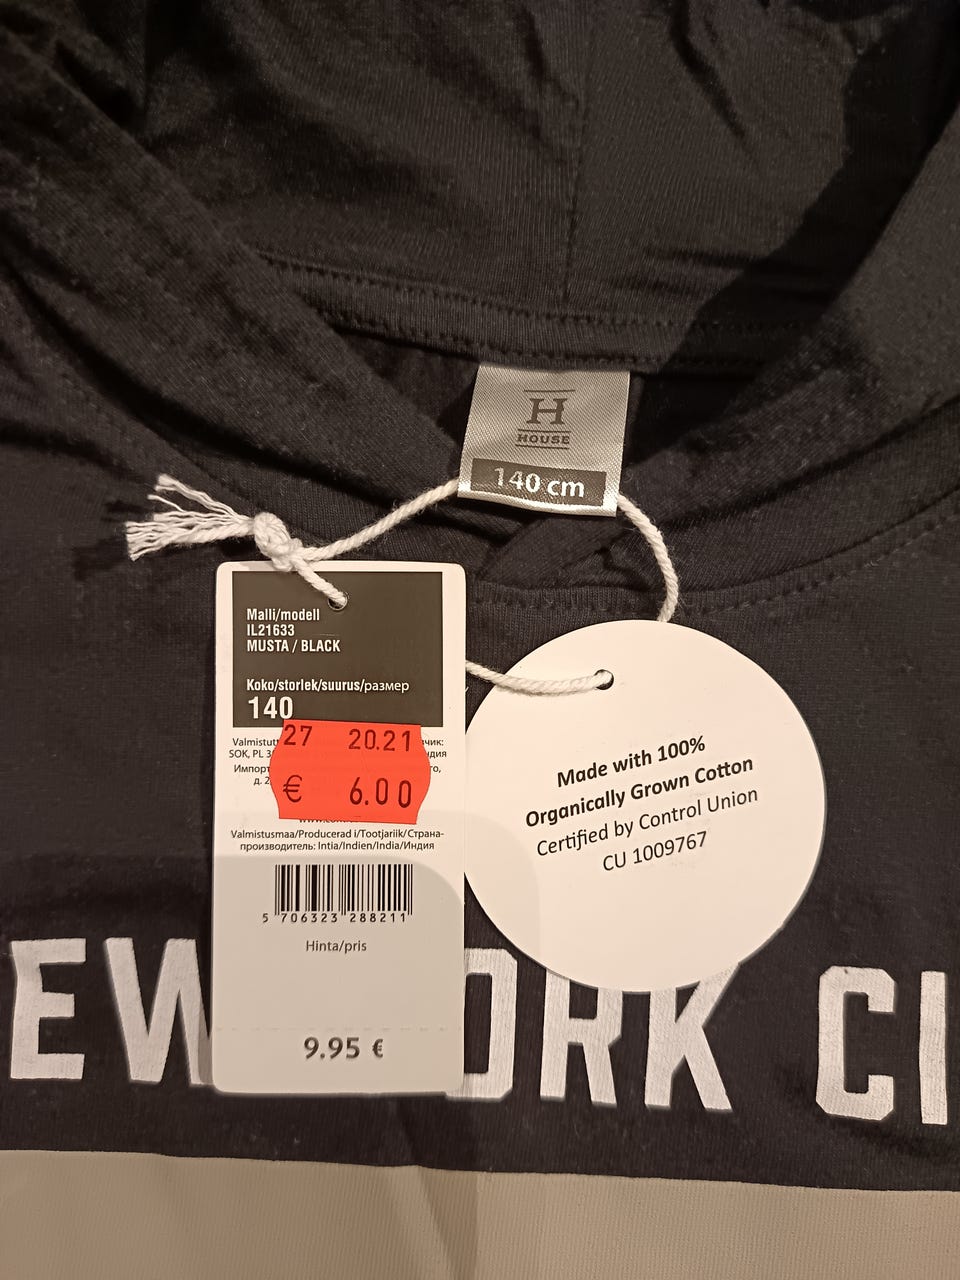 H
HOUSE
140 cm
Malli/modell
IL21633
MUSTA / BLACK
Koko/storlek/suurus/размер
140
27 20.21
€ 6.00
SOK, PL
Valmistusmaa/Producerad i/Tootjariik/Страна-
производитель: Intia/Indien/India/Индия
5 706323 288211
Hinta/pris
9.95 €
Made with 100%
Organically Grown Cotton
Certified by Control Union
CU 1009767
EW ORK CI